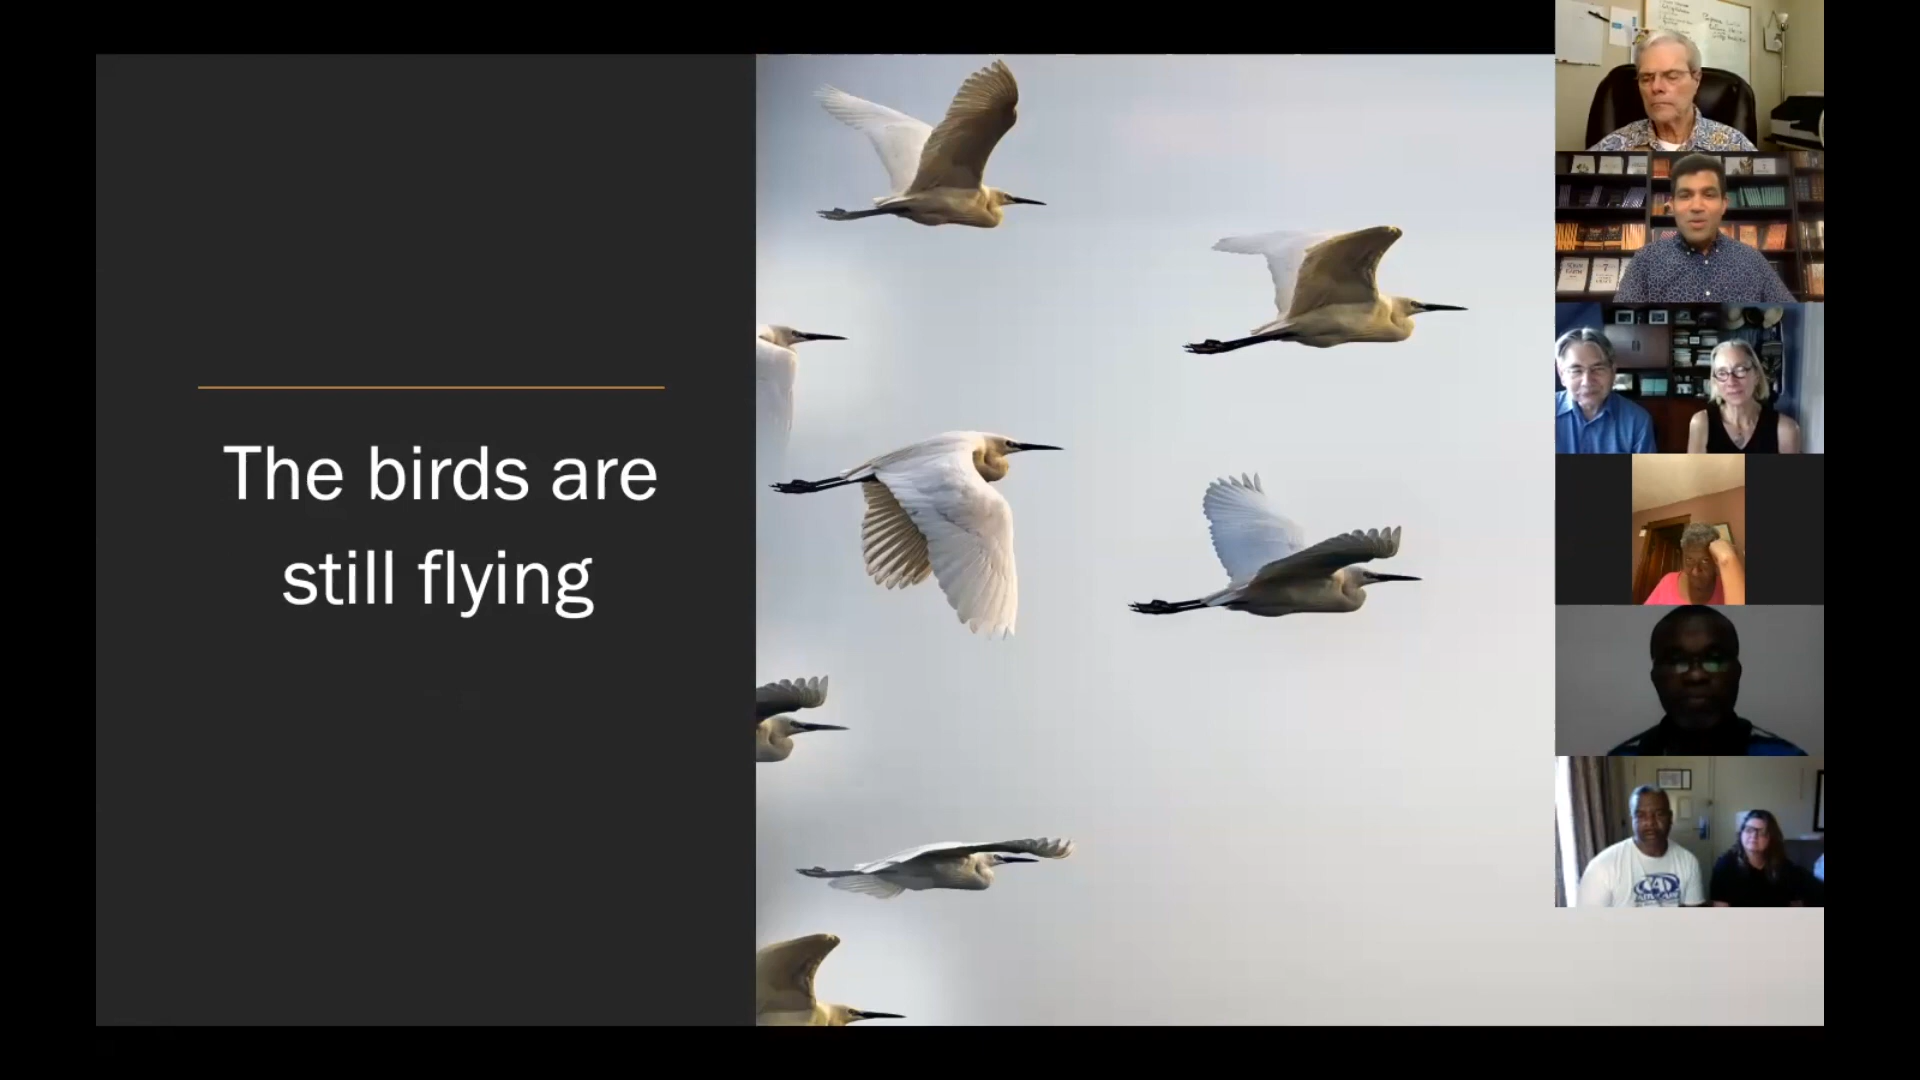 The birds are
still flying